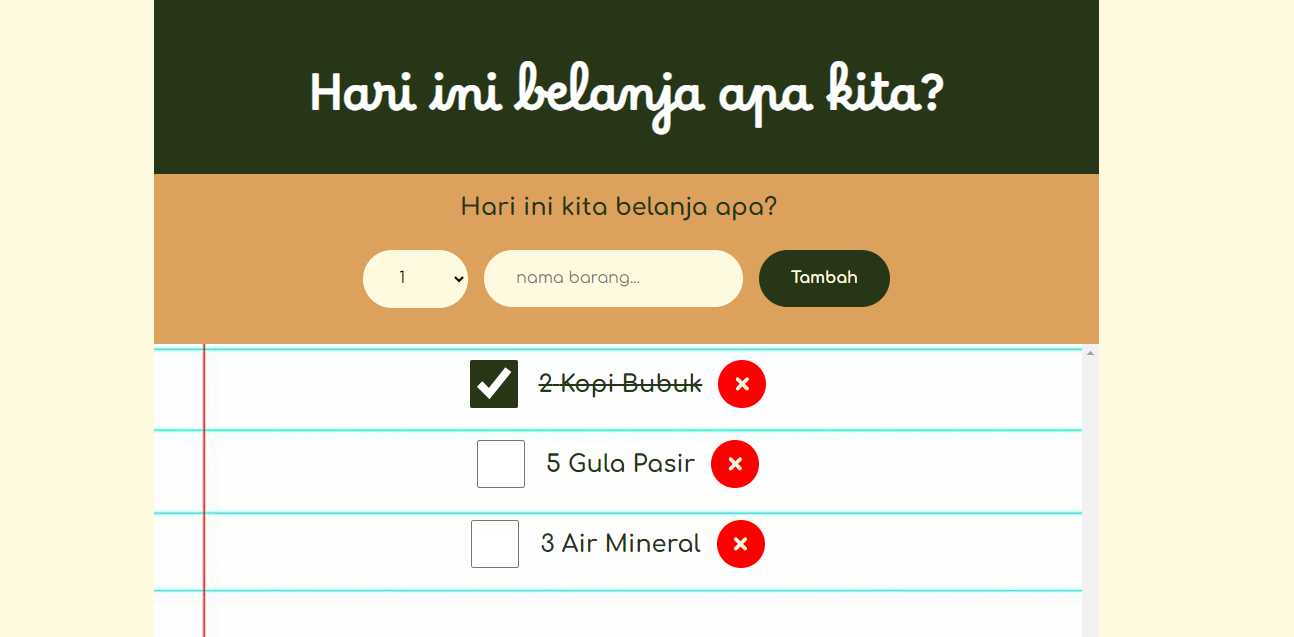 Hari ini belanja apa kita?
Hari ini kita belanja apa?
1 nama barang... Tambah
2 Kopi Bubuk
5 Gula Pasir
3 Air Mineral